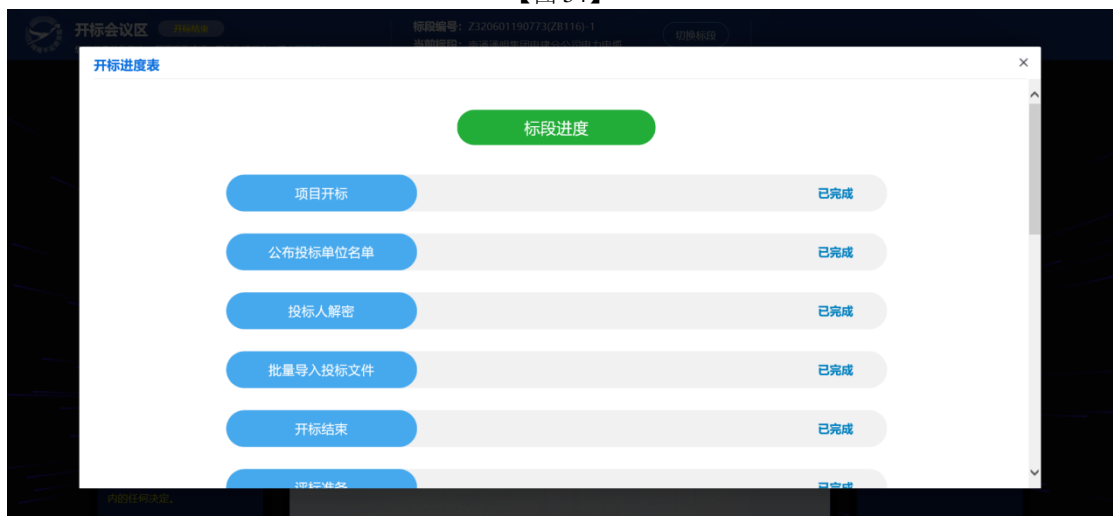 开标会议区 开标结束
标段编号：Z320601190773(ZB116)-1
切换标段
开标进度表
×
标段进度
项目开标 已完成
公布投标单位名单 已完成
投标人解密 已完成
批量导入投标文件 已完成
开标结束 已完成
评标准备 已完成
内的任何决定。